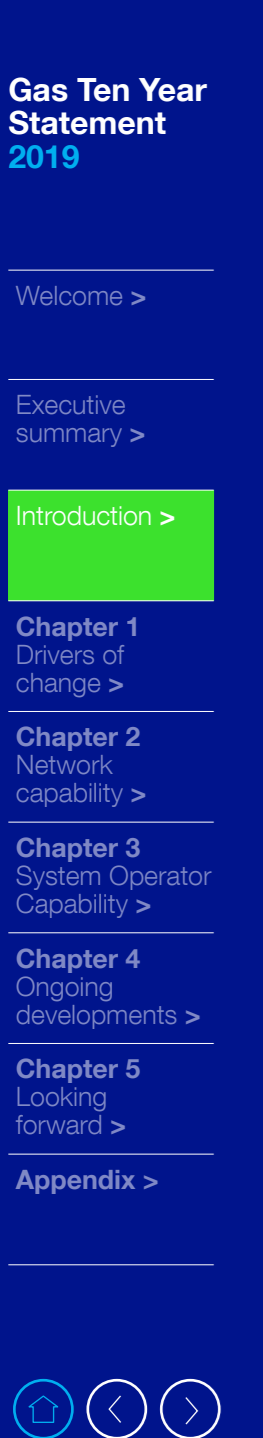 Gas Ten Year
Statement
2019
Welcome >
Executive
summary >
Introduction >
Chapter 1
Drivers of
change >
Chapter 2
Network
capability >
Chapter 3
System Operator
Capability >
Chapter 4
Ongoing
developments >
Chapter 5
Looking
forward >
Appendix >